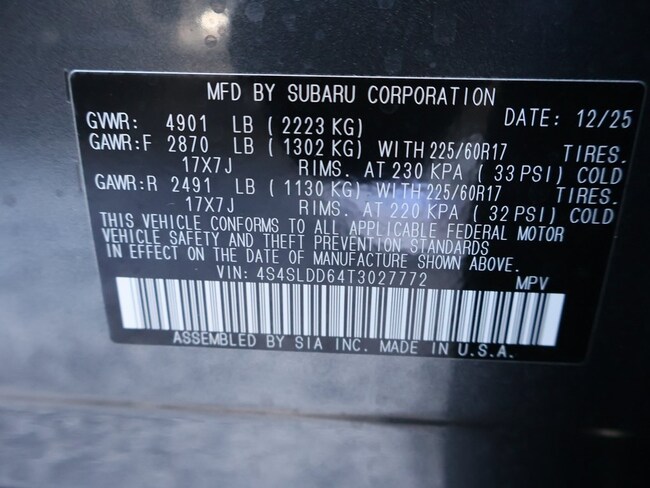 MFD BY SUBARU CORPORATION
GVWR: 4901 LB (2223 KG) DATE: 12/25
GAWR:F 2870 LB (1302 KG) WITH 225/60R17 TIRES.
17X7J RIMS. AT 230 KPA (33 PSI) COLD
GAWR:R 2491 LB (1130 KG) WITH 225/60R17 TIRES.
17X7J RIMS. AT 220 KPA (32 PSI) COLD
THIS VEHICLE CONFORMS TO ALL APPLICABLE FEDERAL MOTOR
VEHICLE SAFETY AND THEFT PREVENTION STANDARDS
IN EFFECT ON THE DATE OF MANUFACTURE SHOWN ABOVE.
VIN: 4S4SLDD64T3027772 MPV
ASSEMBLED BY SIA INC. MADE IN U.S.A.